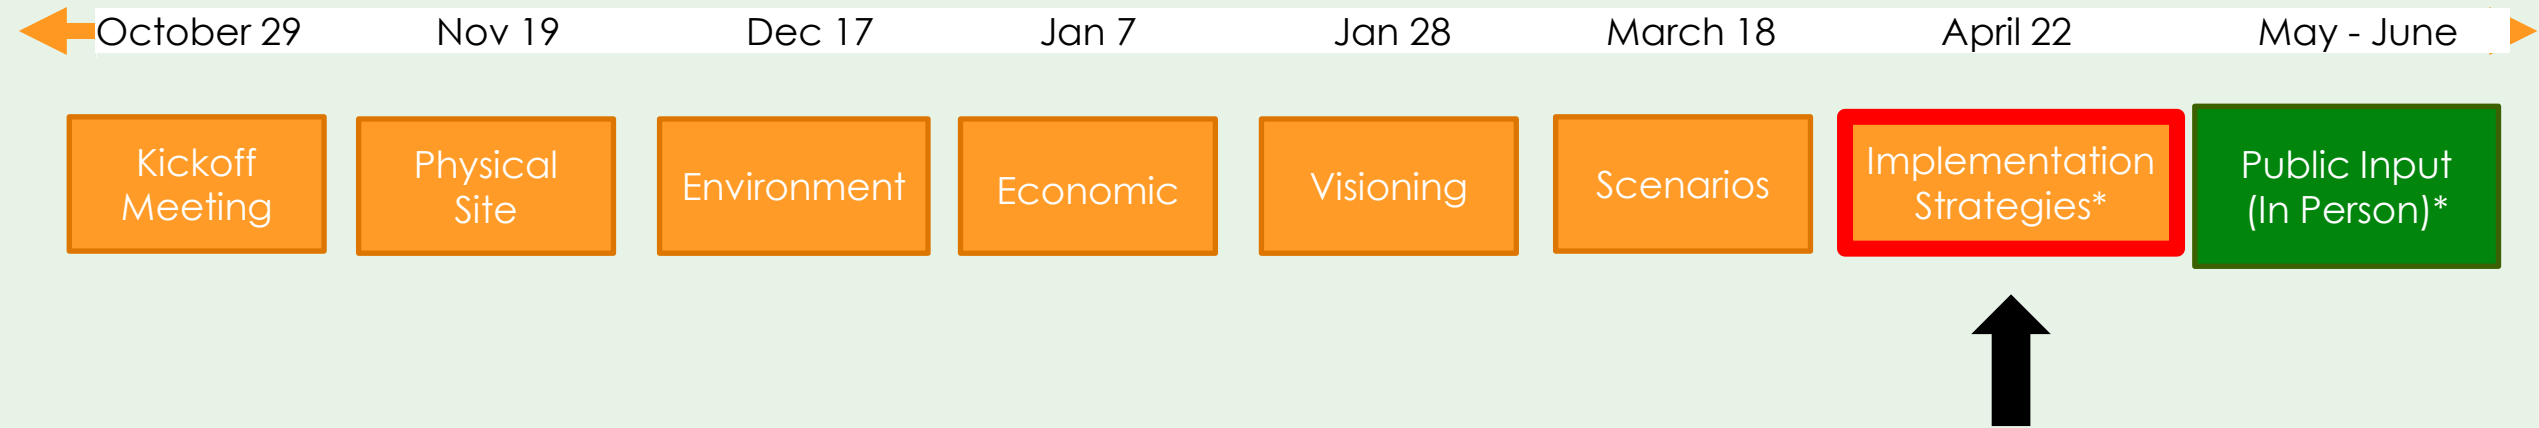 October 29 Nov 19 Dec 17 Jan 7 Jan 28 March 18 April 22 May - June
Kickoff
Meeting
Physical
Site
Environment
Economic
Visioning
Scenarios
Implementation
Strategies*
Public Input
(In Person)*